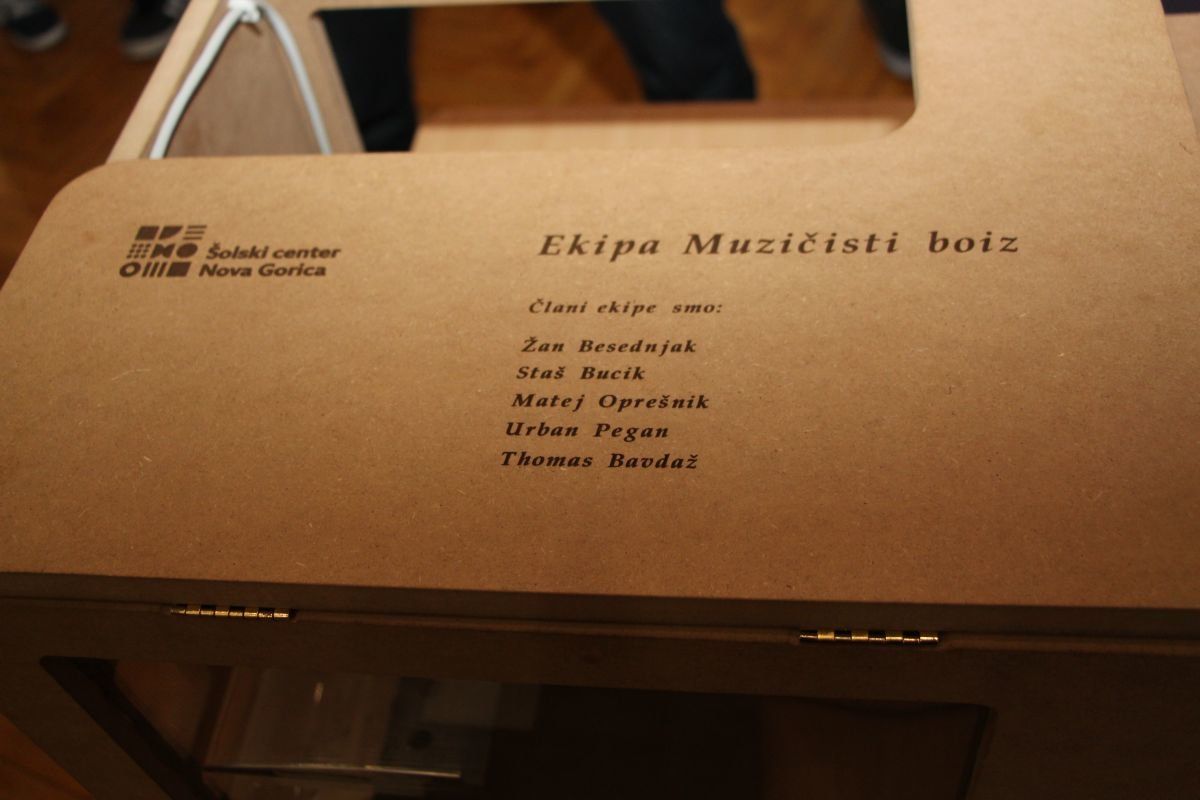 Šolski center
Nova Gorica
Ekipa Muzičisti boiz
Člani ekipe smo:
Žan Besednjak
Staš Bucik
Matej Oprešnik
Urban Pegan
Thomas Bavdaž